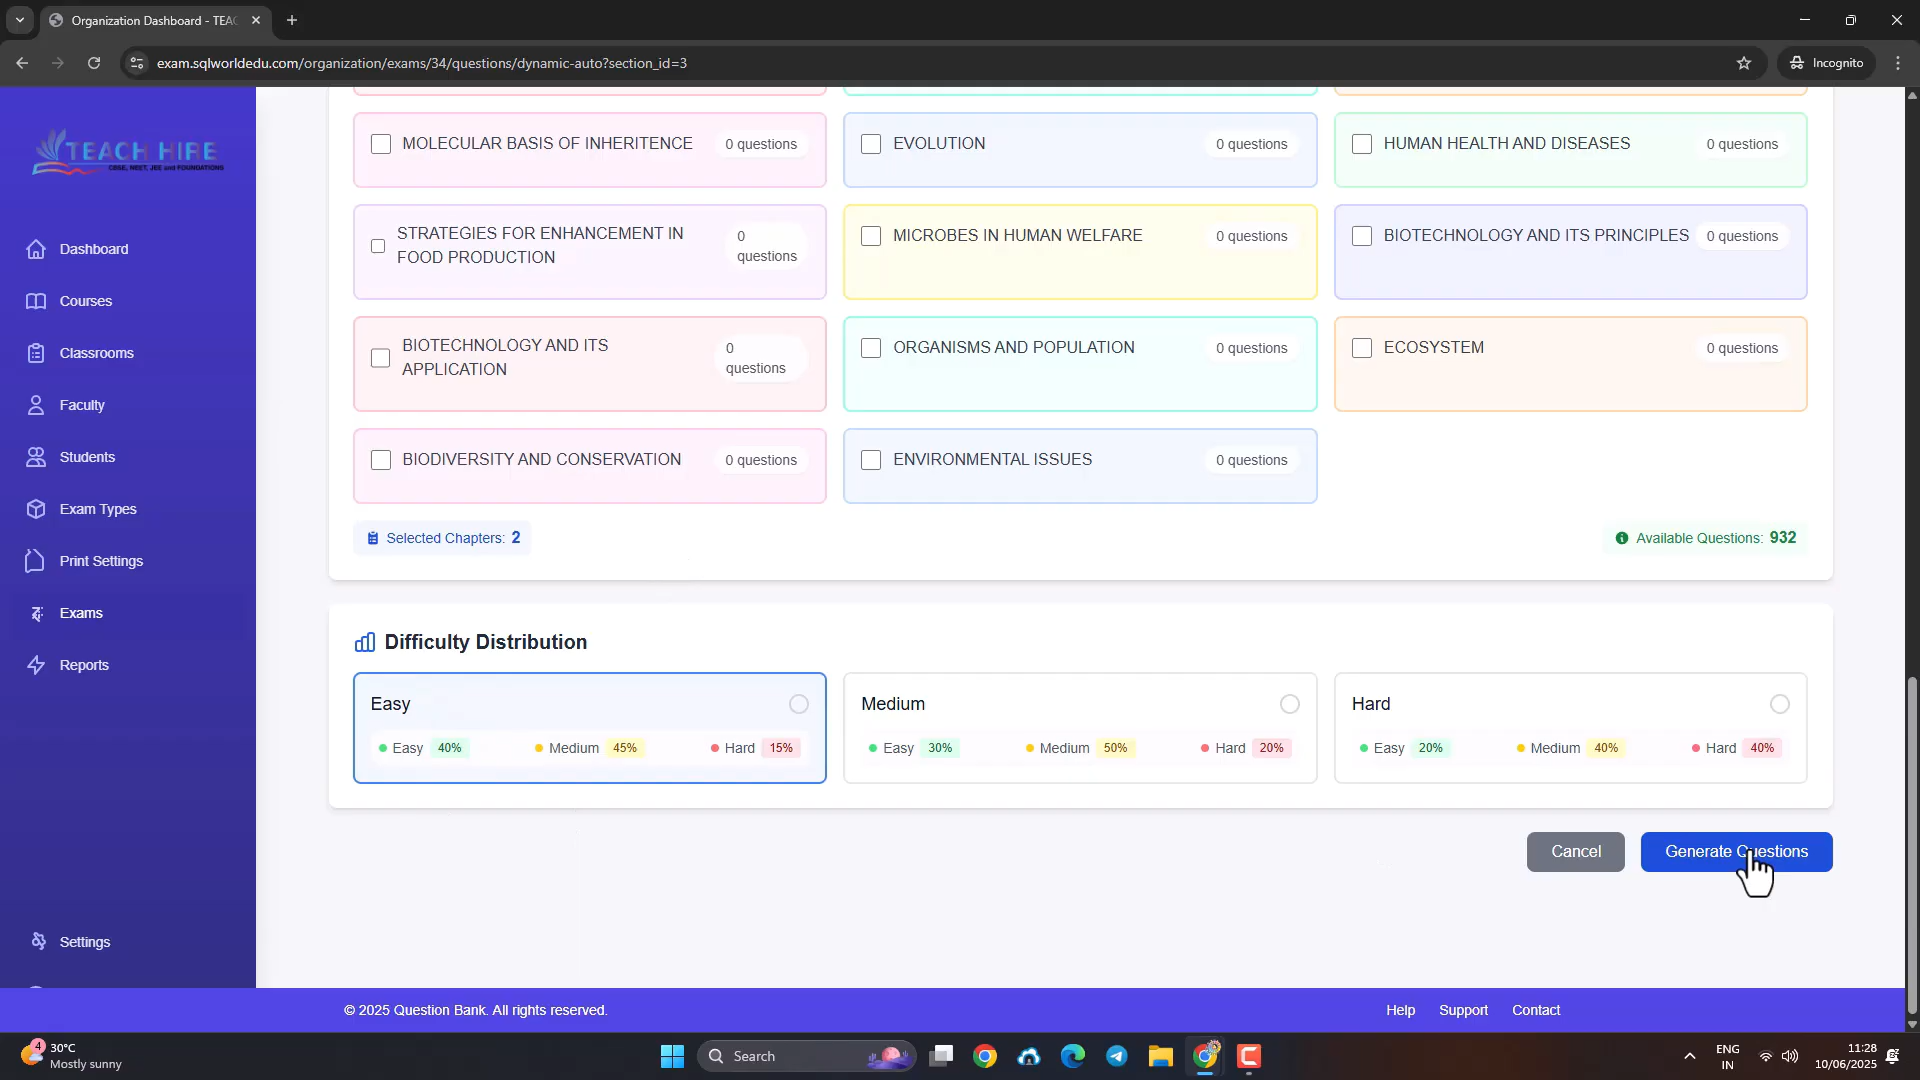 Organization Dashboard - TEAC
exam.sqlworldedu.com/organization/exams/34/questions/dynamic-auto?section_id=3
Incognito
TEACH HIRE
CBSE, NEET, JEE and FOUNDATIONS
Dashboard
Courses
Classrooms
Faculty
Students
Exam Types
Print Settings
Exams
Reports
Settings
MOLECULAR BASIS OF INHERITENCE 0 questions
EVOLUTION 0 questions
HUMAN HEALTH AND DISEASES 0 questions
STRATEGIES FOR ENHANCEMENT IN
FOOD PRODUCTION
0
questions
MICROBES IN HUMAN WELFARE 0 questions
BIOTECHNOLOGY AND ITS PRINCIPLES 0 questions
BIOTECHNOLOGY AND ITS
APPLICATION
0
questions
ORGANISMS AND POPULATION 0 questions
ECOSYSTEM 0 questions
BIODIVERSITY AND CONSERVATION 0 questions
ENVIRONMENTAL ISSUES 0 questions
Selected Chapters: 2
Available Questions: 932
Difficulty Distribution
Easy
Easy 40% Medium 45% Hard 15%
Medium
Easy 30% Medium 50% Hard 20%
Hard
Easy 20% Medium 40% Hard 40%
Cancel
Generate Questions
© 2025 Question Bank. All rights reserved.
Help Support Contact
4
30°C
Mostly sunny
Search
ENG
IN
11:28
10/06/2025